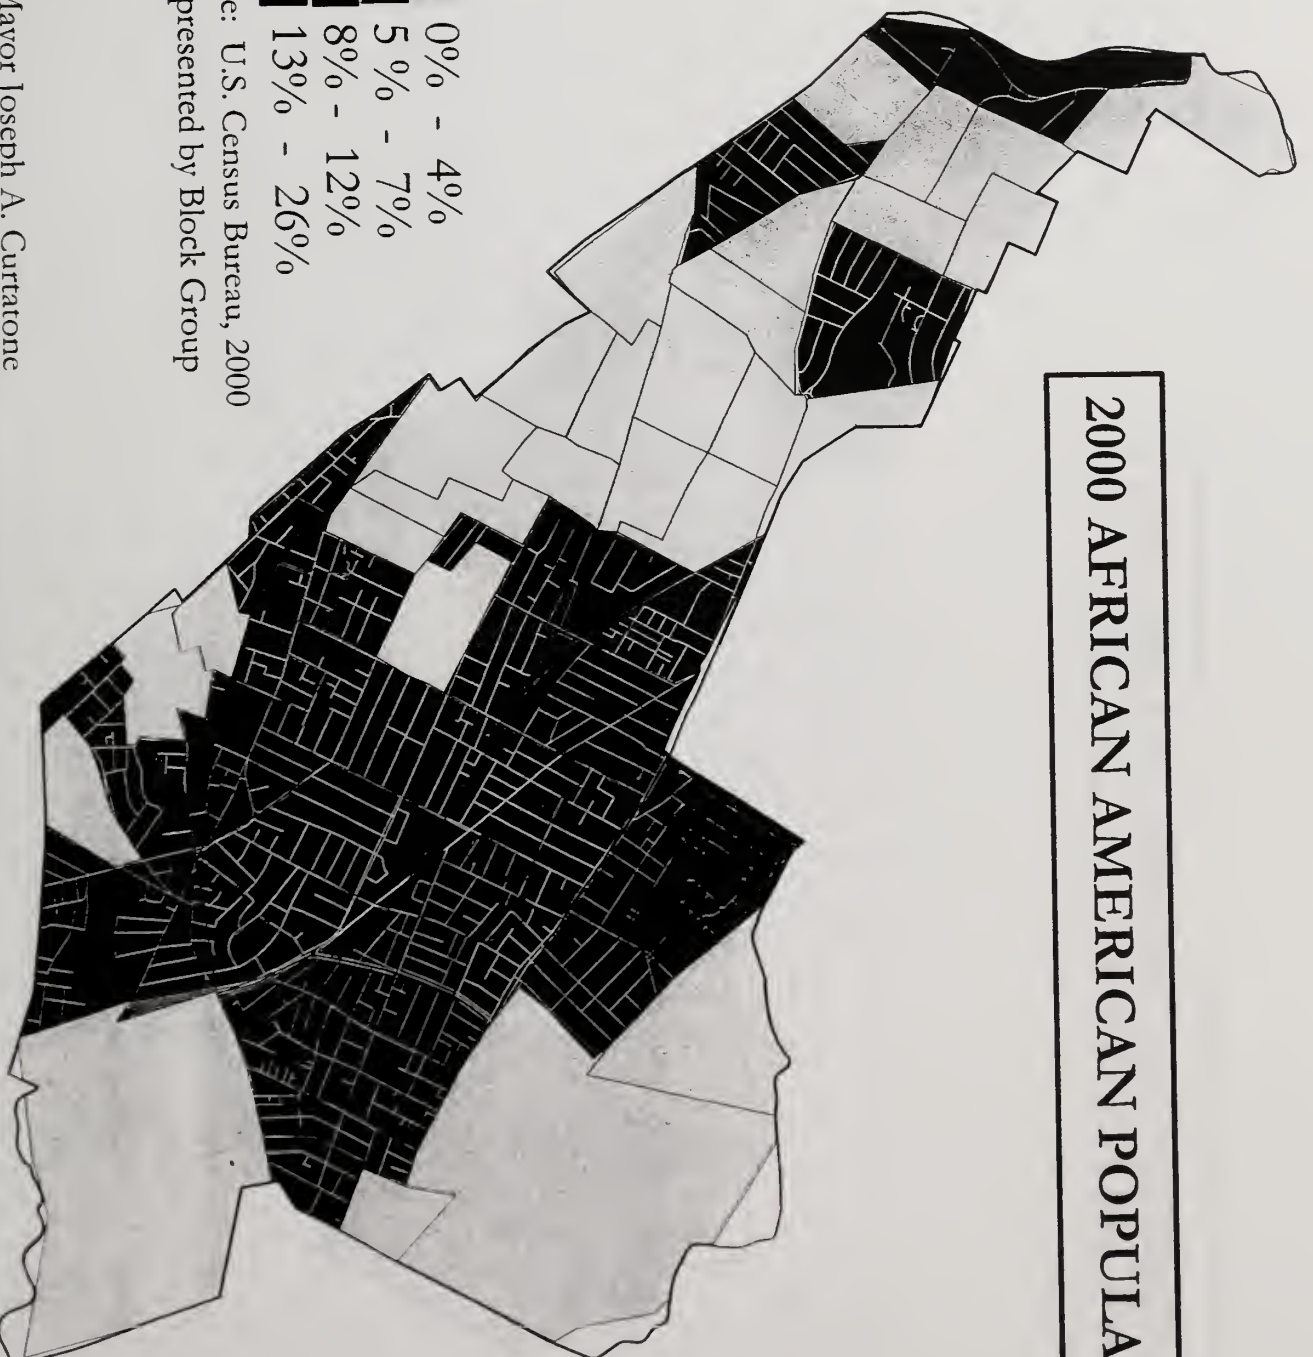 2000 AFRICAN AMERICAN POPULA
0% - 4%
5% - 7%
8% - 12%
13% - 26%
e: U.S. Census Bureau, 2000
presented by Block Group
Mayor Joseph A. Curtatone